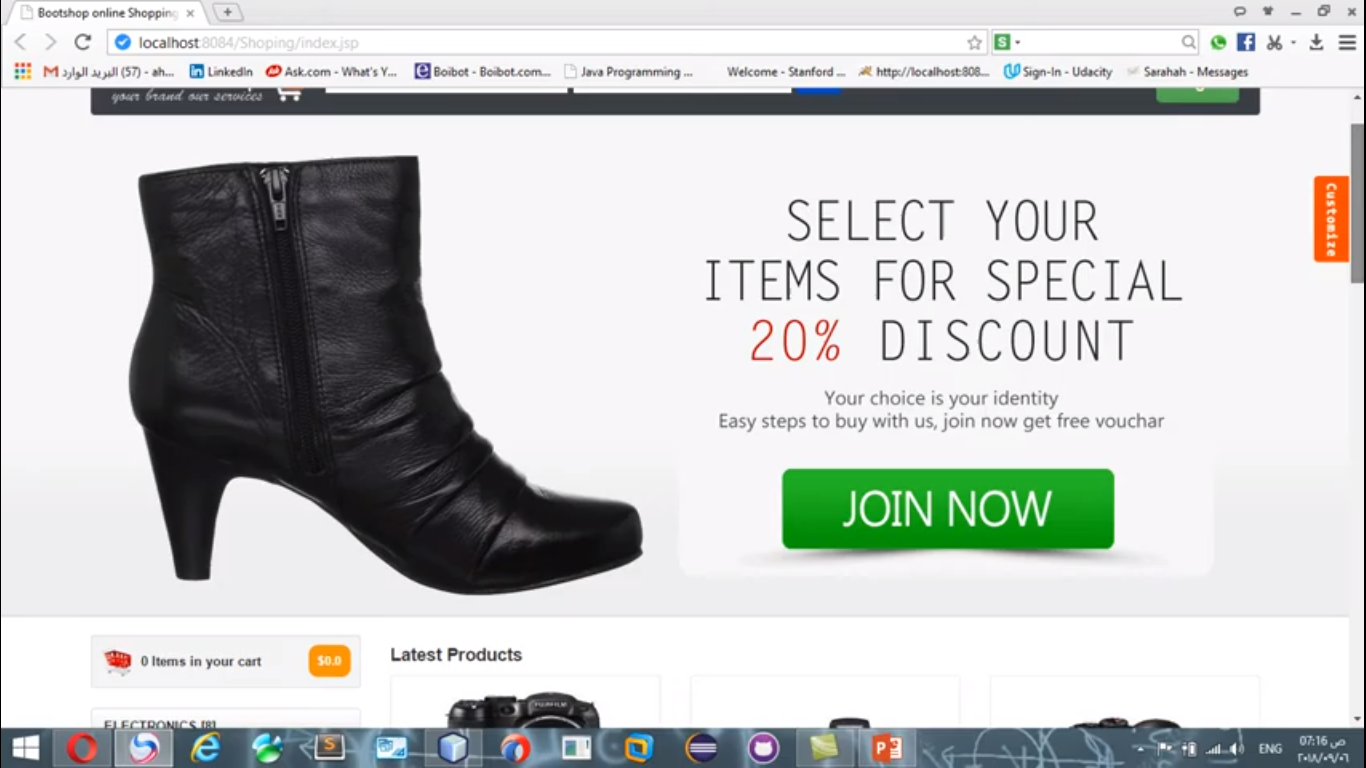 Bootshop online Shopping
localhost:8084/Shoping/index.jsp
S
البريد الوارد (57) - ah...
LinkedIn
Ask.com - What's Y...
Boibot - Boibot.com...
Java Programming ...
Welcome - Stanford ...
http://localhost:808...
Sign-In - Udacity
Sarahah - Messages
your brand our services
Customize
SELECT YOUR
ITEMS FOR SPECIAL
20% DISCOUNT
Your choice is your identity
Easy steps to buy with us, join now get free vouchar
JOIN NOW
0 Items in your cart
$0.0
Latest Products
FUJIFILM
ELECTRONICS [8]
ENG
07:16 ص
٢٠١٨/٠٩/٠٦